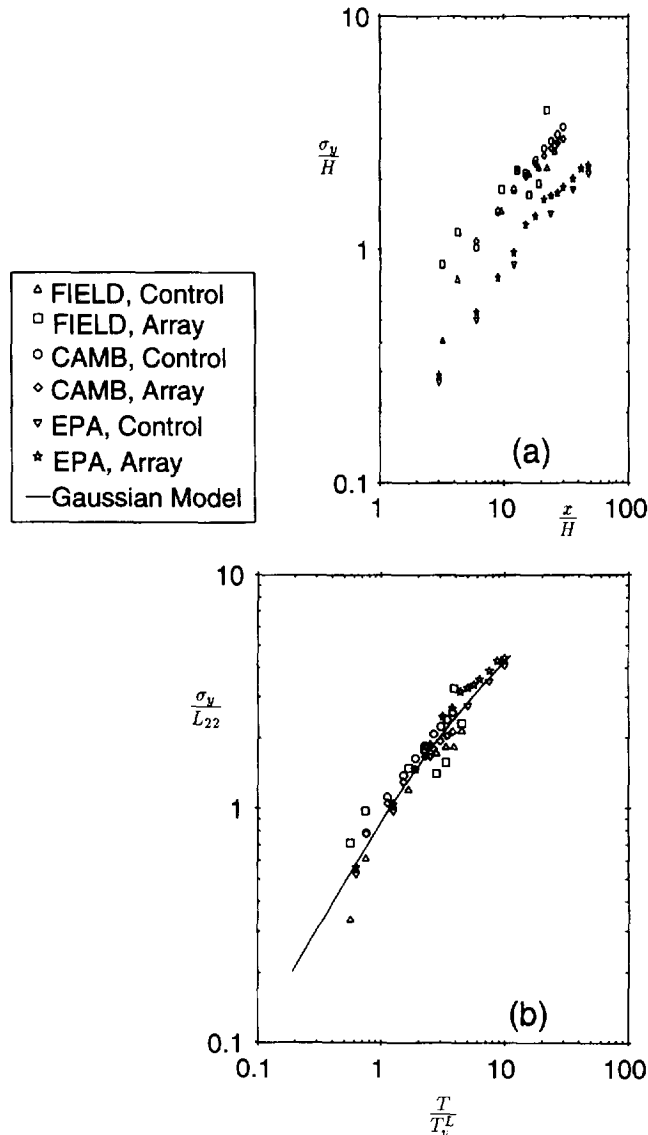 10
σy/H
1
0.1
1
10
x/H
100
(a)
FIELD, Control
FIELD, Array
CAMB, Control
CAMB, Array
EPA, Control
EPA, Array
Gaussian Model
10
σy/L22
1
0.1
0.1
1
10
100
(b)
T/TvL